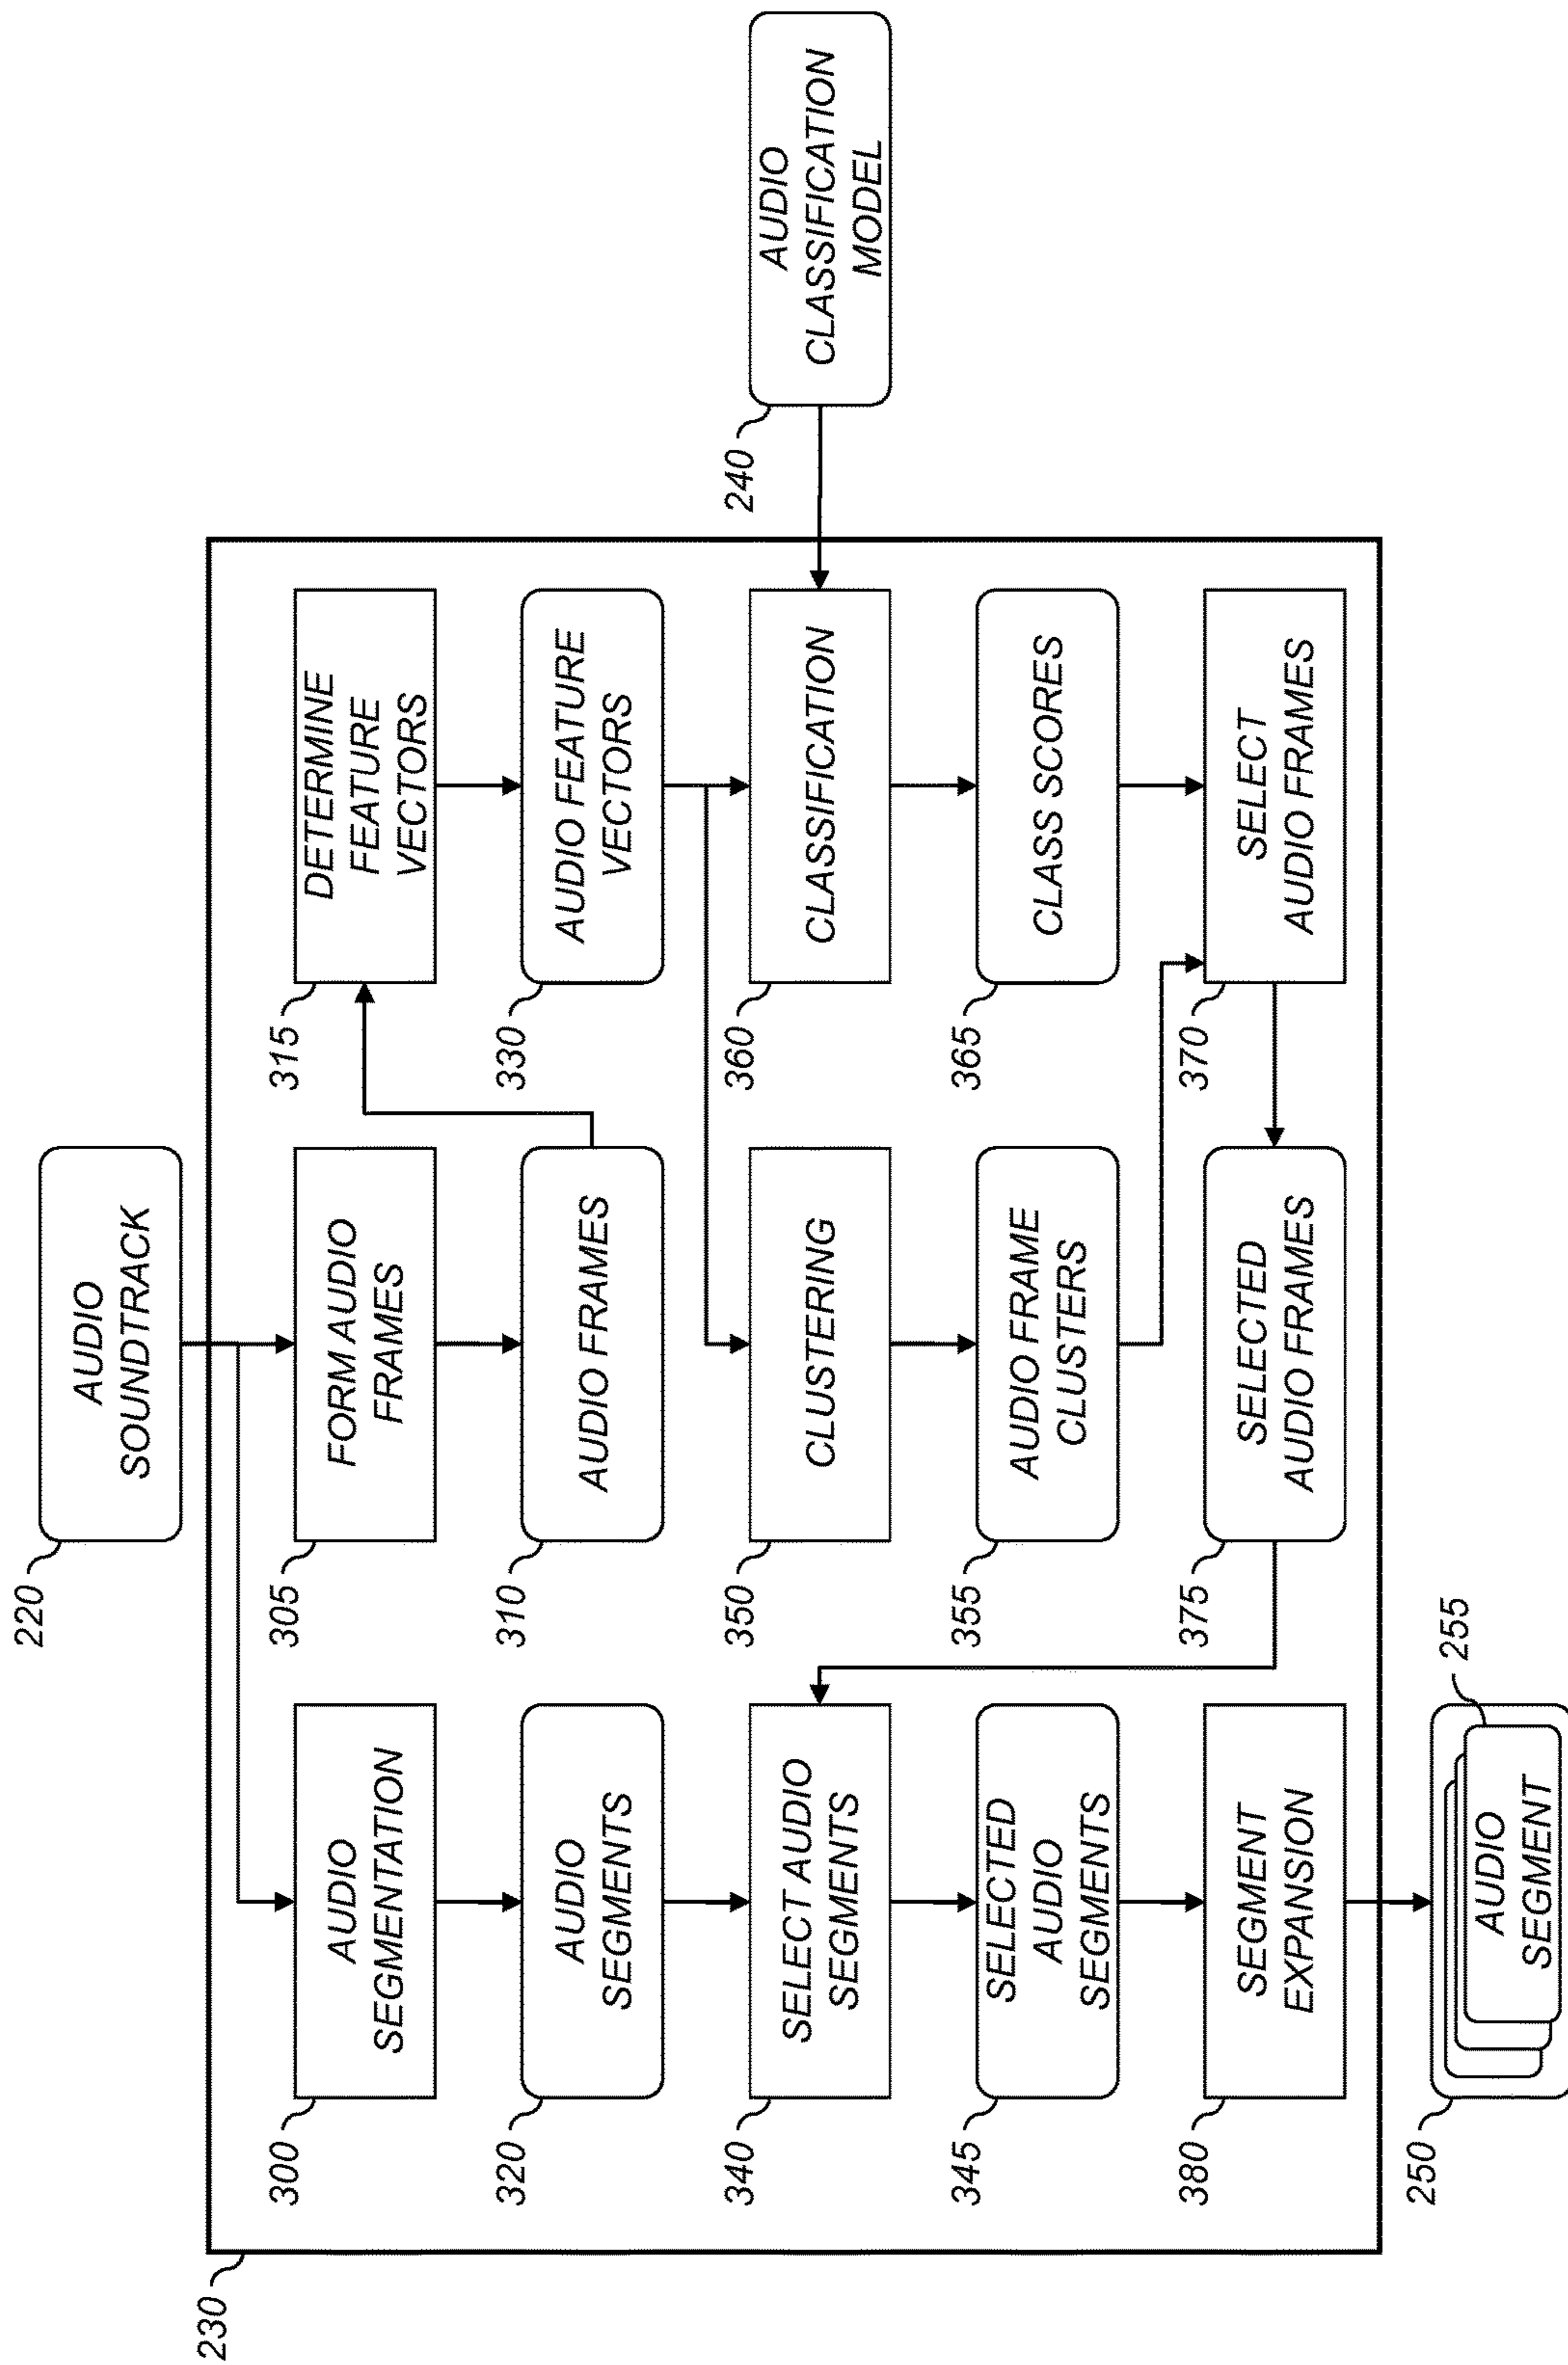 220
AUDIO
SOUNDTRACK
230
300
AUDIO
SEGMENTATION
305
FORM AUDIO
FRAMES
315
DETERMINE
FEATURE
VECTORS
320
AUDIO
SEGMENTS
310
AUDIO FRAMES
330
AUDIO FEATURE
VECTORS
340
SELECT AUDIO
SEGMENTS
350
CLUSTERING
360
CLASSIFICATION
240
AUDIO
CLASSIFICATION
MODEL
345
SELECTED
AUDIO
SEGMENTS
355
AUDIO FRAME
CLUSTERS
365
CLASS SCORES
380
SEGMENT
EXPANSION
375
SELECTED
AUDIO FRAMES
370
SELECT
AUDIO FRAMES
250
255
AUDIO
SEGMENT